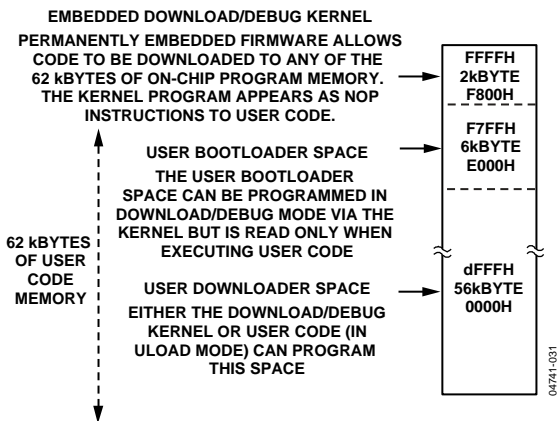 EMBEDDED DOWNLOAD/DEBUG KERNEL
PERMANENTLY EMBEDDED FIRMWARE ALLOWS
CODE TO BE DOWNLOADED TO ANY OF THE
62 kBYTES OF ON-CHIP PROGRAM MEMORY.
THE KERNEL PROGRAM APPEARS AS NOP
INSTRUCTIONS TO USER CODE.
FFFFH
2kBYTE
F800H
USER BOOTLOADER SPACE
THE USER BOOTLOADER
SPACE CAN BE PROGRAMMED IN
DOWNLOAD/DEBUG MODE VIA THE
KERNEL BUT IS READ ONLY WHEN
EXECUTING USER CODE
F7FFH
6kBYTE
E000H
62 kBYTES
OF USER
CODE
MEMORY
USER DOWNLOADER SPACE
EITHER THE DOWNLOAD/DEBUG
KERNEL OR USER CODE (IN
ULOAD MODE) CAN PROGRAM
THIS SPACE
dFFFH
56kBYTE
0000H
04741-031